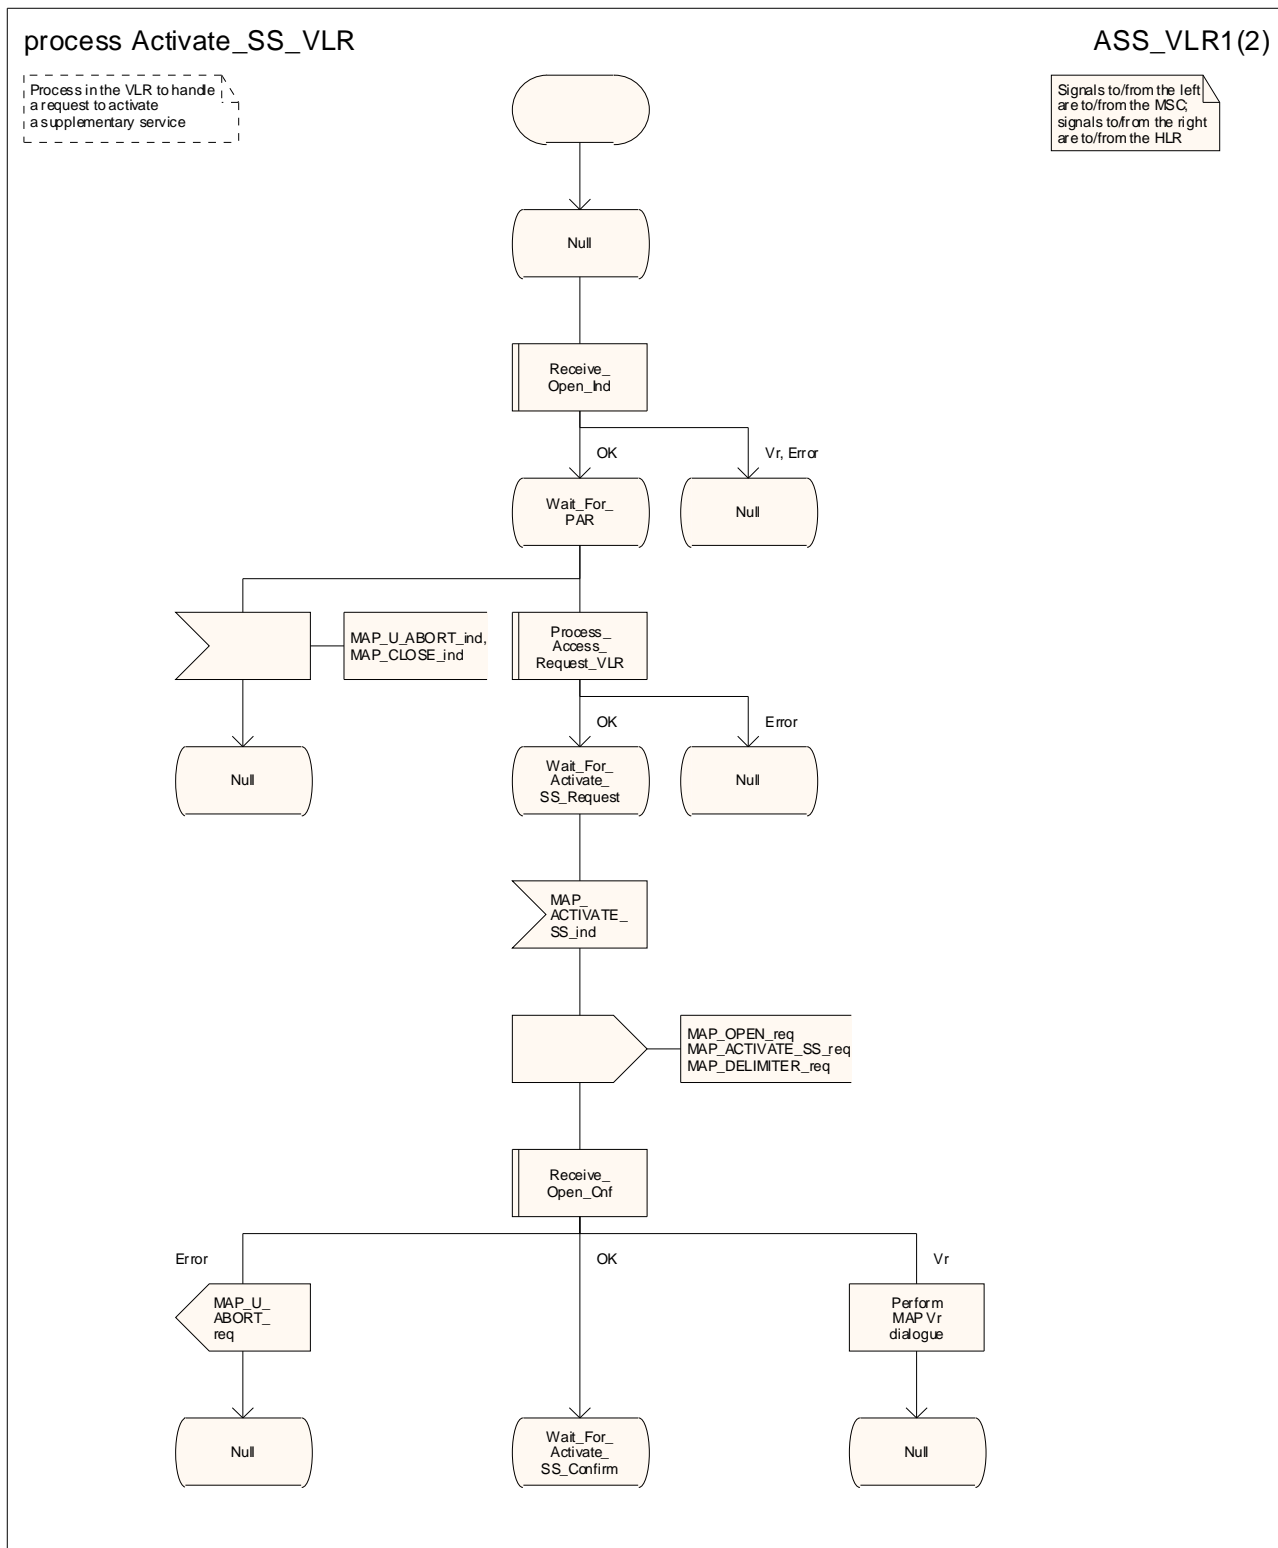 process Activate_SS_VLR
ASS_VLR1(2)
Process in the VLR to handle
a request to activate
a supplementary service
Signals to/from the left
are to/from the MSC;
signals to/from the right
are to/from the HLR
Null
Receive_
Open_Ind
OK
Vr, Error
Wait_For_
PAR
Null
MAP_U_ABORT_ind,
MAP_CLOSE_ind
Process_
Access_
Request_VLR
OK
Error
Null
Wait_For_
Activate_
SS_Request
Null
MAP_
ACTIVATE_
SS_ind
MAP_OPEN_req
MAP_ACTIVATE_SS_req
MAP_DELIMITER_req
Receive_
Open_Cnf
Error
OK
Vr
MAP_U_
ABORT_
req
Perform
MAP Vr
dialogue
Null
Wait_For_
Activate_
SS_Confirm
Null